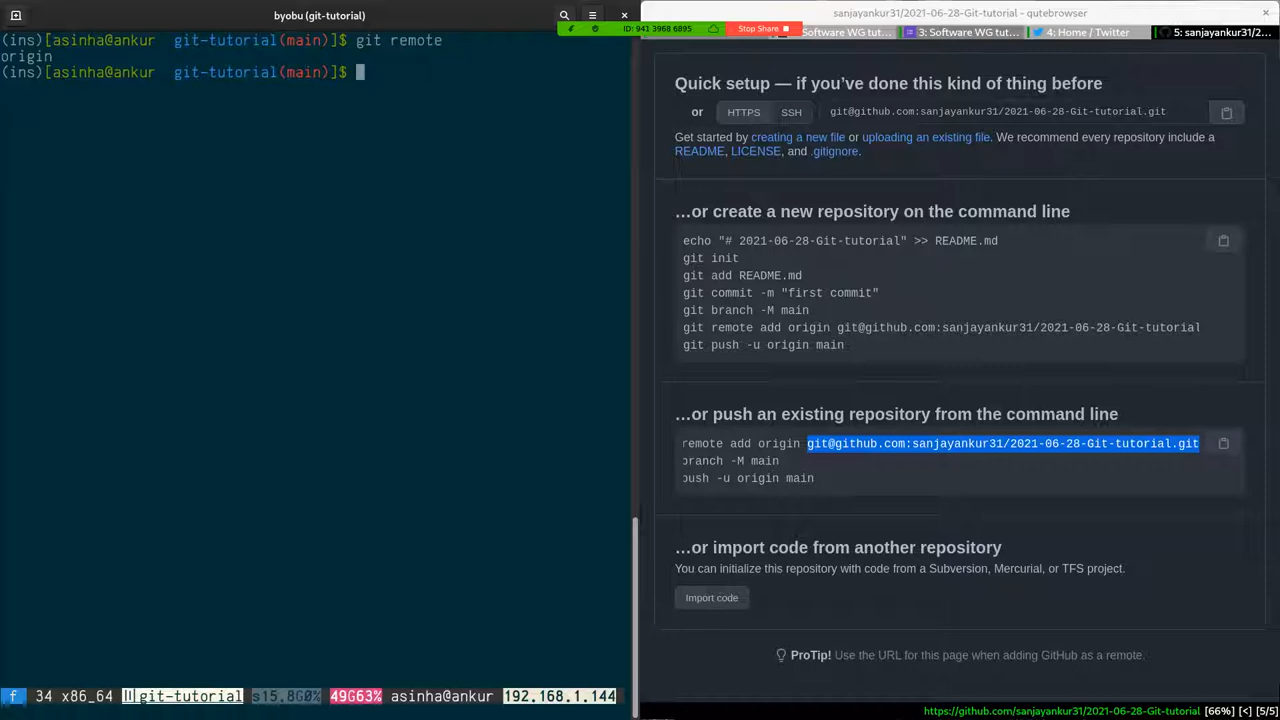 byobu (git-tutorial)
sanjayankur31/2021-06-28-Git-tutorial - qutebrowser
ID: 941 3968 6895
Stop Share
Software WG tut...
3: Software WG tut...
4: Home / Twitter
5: sanjayankur31/2...
(ins)[asinha@ankur git-tutorial(main)]$ git remote
origin
(ins)[asinha@ankur git-tutorial(main)]$
Quick setup — if you've done this kind of thing before
or HTTPS SSH git@github.com:sanjayankur31/2021-06-28-Git-tutorial.git
Get started by creating a new file or uploading an existing file. We recommend every repository include a
README, LICENSE, and .gitignore.
…or create a new repository on the command line
echo "# 2021-06-28-Git-tutorial" >> README.md
git init
git add README.md
git commit -m "first commit"
git branch -M main
git remote add origin git@github.com:sanjayankur31/2021-06-28-Git-tutorial
git push -u origin main
…or push an existing repository from the command line
remote add origin git@github.com:sanjayankur31/2021-06-28-Git-tutorial.git
branch -M main
push -u origin main
…or import code from another repository
You can initialize this repository with code from a Subversion, Mercurial, or TFS project.
Import code
ProTip! Use the URL for this page when adding GitHub as a remote.
f 34 x86_64 git-tutorial s15,8G0% 49G63% asinha@ankur 192.168.1.144
https://github.com/sanjayankur31/2021-06-28-Git-tutorial [66%] [<] [5/5]